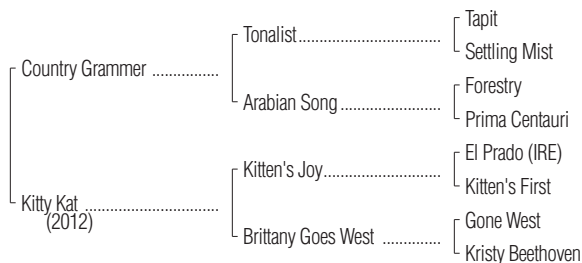 Tapit
Tonalist
Settling Mist
Country Grammer
Forestry
Arabian Song
Prima Centauri
El Prado (IRE)
Kitten's Joy
Kitten's First
Kitty Kat
(2012)
Gone West
Brittany Goes West
Kristy Beethoven